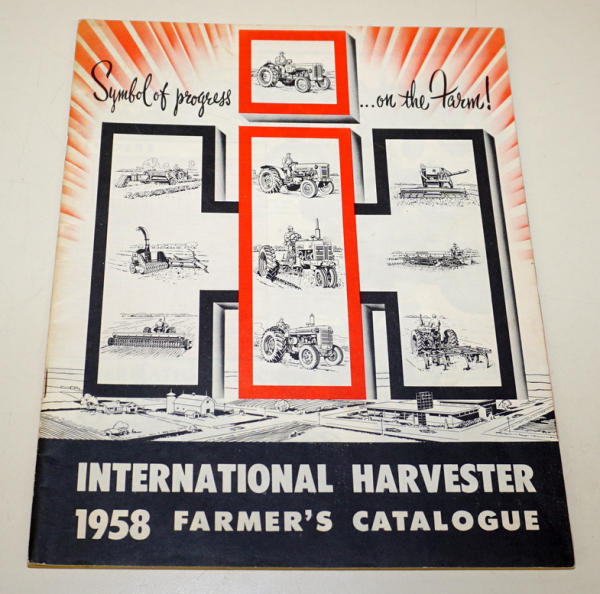 Symbol of progress ...on the Farm!
INTERNATIONAL HARVESTER
1958 FARMER'S CATALOGUE